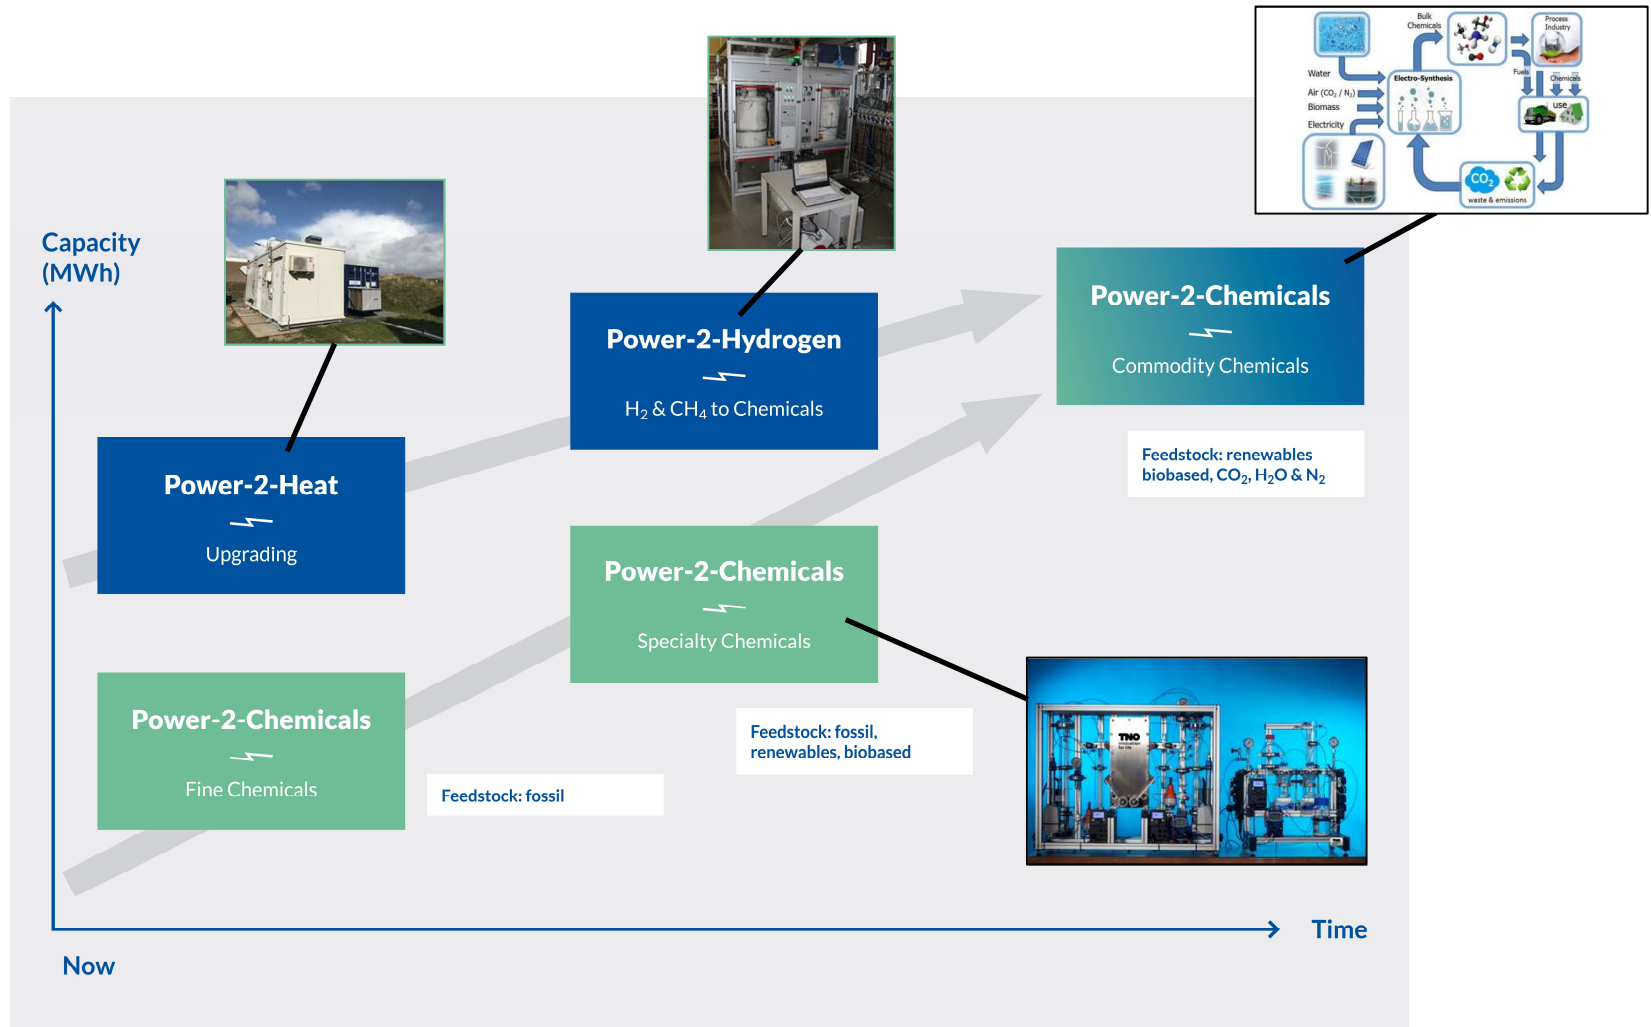 Bulk
Chemicals
Process
Industry
Water
Electro-Synthesis
Fuels
Chemicals
Air (CO2 / N2)
Biomass
use
Electricity
CO2
waste & emissions
Capacity
(MWh)
Power-2-Heat
Upgrading
Power-2-Hydrogen
H2 & CH4 to Chemicals
Power-2-Chemicals
Commodity Chemicals
Feedstock: renewables
biobased, CO2, H2O & N2
Power-2-Chemicals
Specialty Chemicals
Feedstock: fossil,
renewables, biobased
Power-2-Chemicals
Fine Chemicals
Feedstock: fossil
TNO innovation
for life
Time
Now